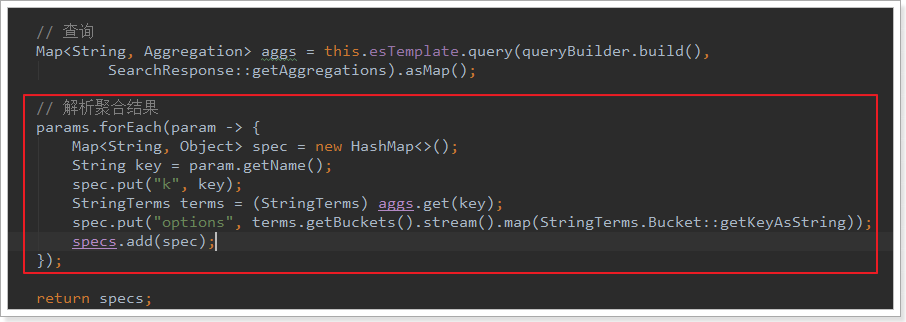 // 查询
Map<String, Aggregation> aggs = this.esTemplate.query(queryBuilder.build(),
SearchResponse::getAggregations).asMap();
// 解析聚合结果
params.forEach(param -> {
Map<String, Object> spec = new HashMap<>();
String key = param.getName();
spec.put("k", key);
StringTerms terms = (StringTerms) aggs.get(key);
spec.put("options", terms.getBuckets().stream().map(StringTerms.Bucket::getKeyAsString));
specs.add(spec);
});
return specs;